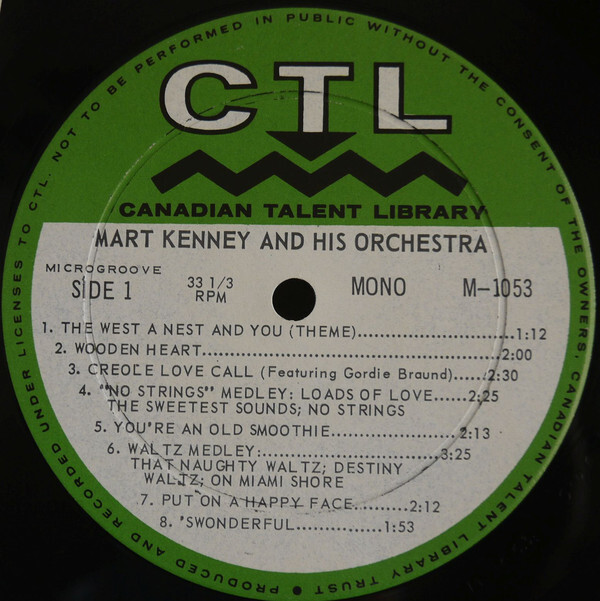 CTL
CANADIAN TALENT LIBRARY
MART KENNEY AND HIS ORCHESTRA
MICROGROOVE
SIDE 1
33 1/3
RPM
MONO
M-1053
1. THE WEST A NEST AND YOU (THEME)..............................1:12
2. WOODEN HEART..............................................2:00
3. CREOLE LOVE CALL (Featuring Gordie Braund).....2:30
4. "NO STRINGS" MEDLEY: LOADS OF LOVE.....2:25
THE SWEETEST SOUNDS; NO STRINGS
5. YOU'RE AN OLD SMOOTHIE....................2:13
6. WALTZ MEDLEY:............................3:25
THAT NAUGHTY WALTZ; DESTINY
WALTZ; ON MIAMI SHORE
7. PUT ON A HAPPY FACE.........2:12
8. 'SWONDERFUL..............1:53
PRODUCED AND RECORDED UNDER LICENSES TO CTL. NOT TO BE PERFORMED IN PUBLIC WITHOUT THE CONSENT OF THE OWNERS; CANADIAN TALENT LIBRARY TRUST ●